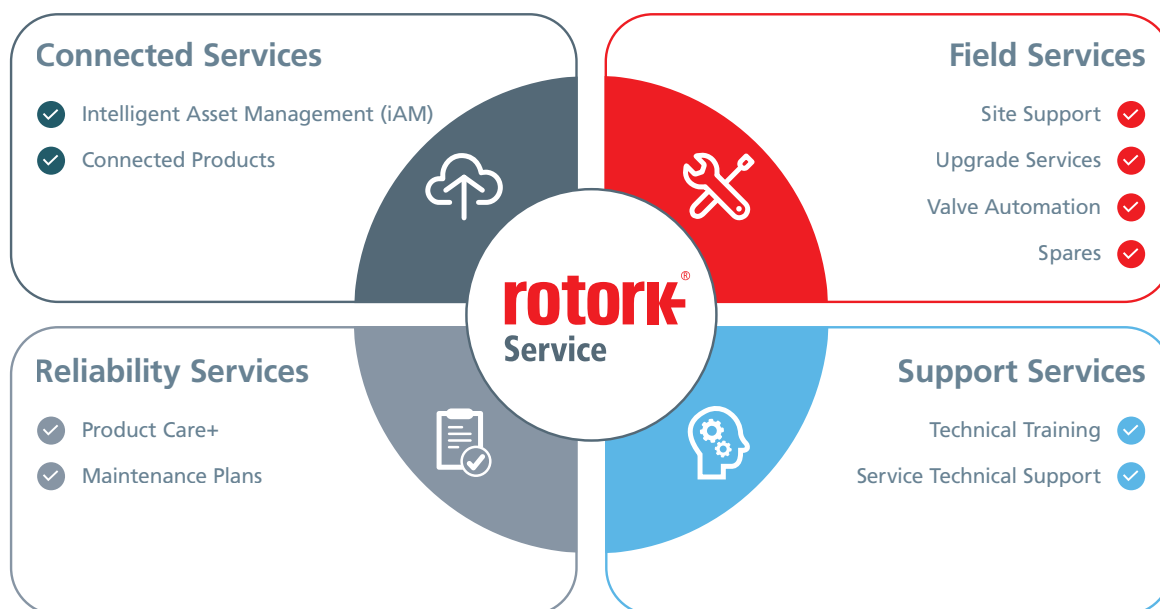 Connected Services
Intelligent Asset Management (iAM)
Connected Products
Field Services
Site Support
Upgrade Services
Valve Automation
Spares
rotork®
Service
Reliability Services
Product Care+
Maintenance Plans
Support Services
Technical Training
Service Technical Support